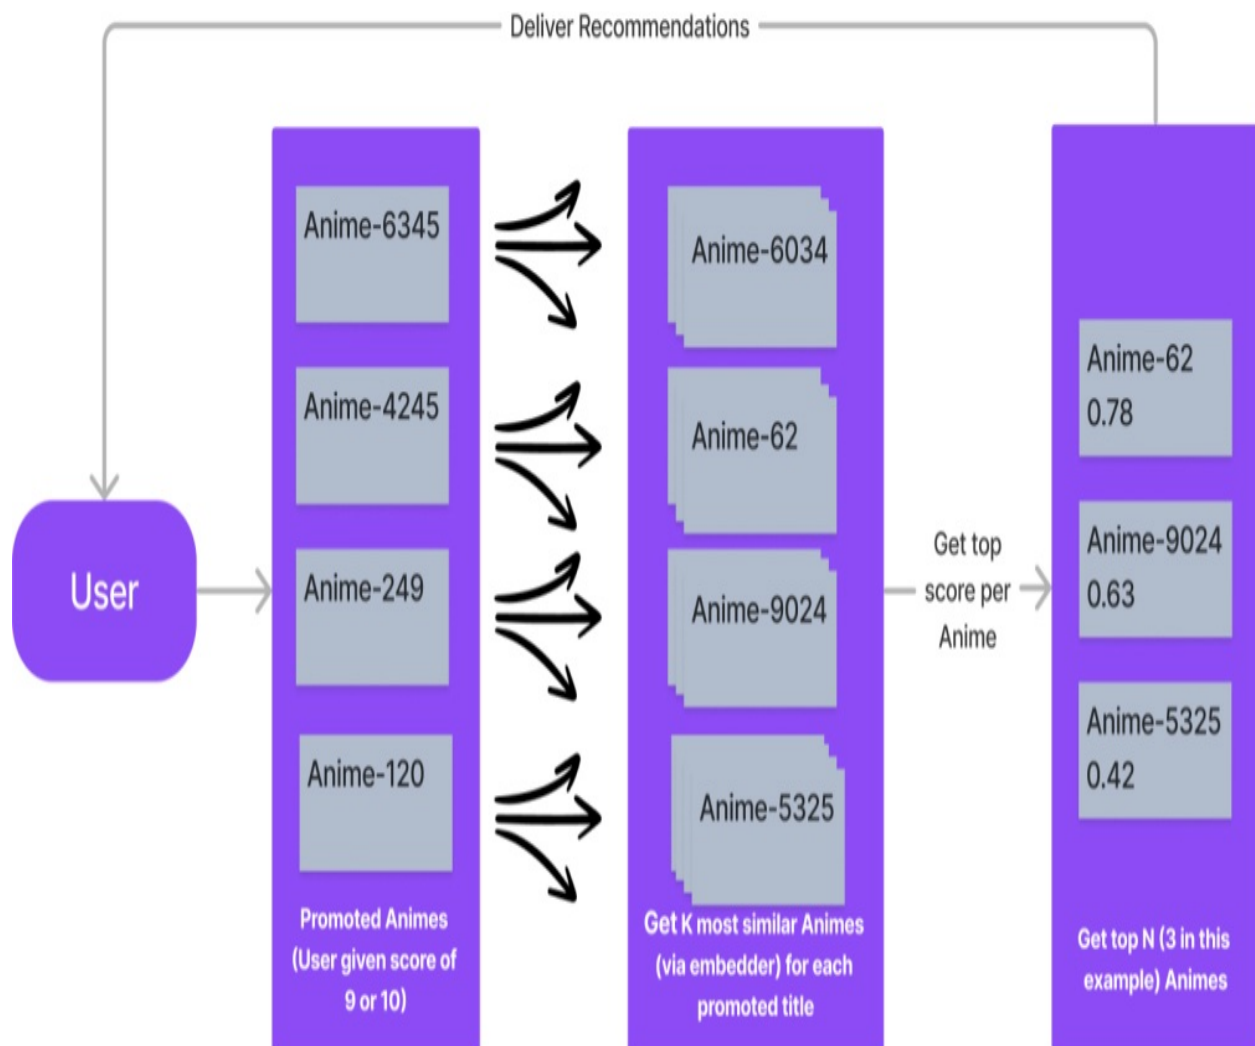 Deliver Recommendations
User
Anime-6345
Anime-4245
Anime-249
Anime-120
Promoted Animes
(User given score of
9 or 10)
Anime-6034
Anime-62
Anime-9024
Anime-5325
Get K most similar Animes
(via embedder) for each
promoted title
Get top
score per
Anime
Anime-62
0.78
Anime-9024
0.63
Anime-5325
0.42
Get top N (3 in this
example) Animes